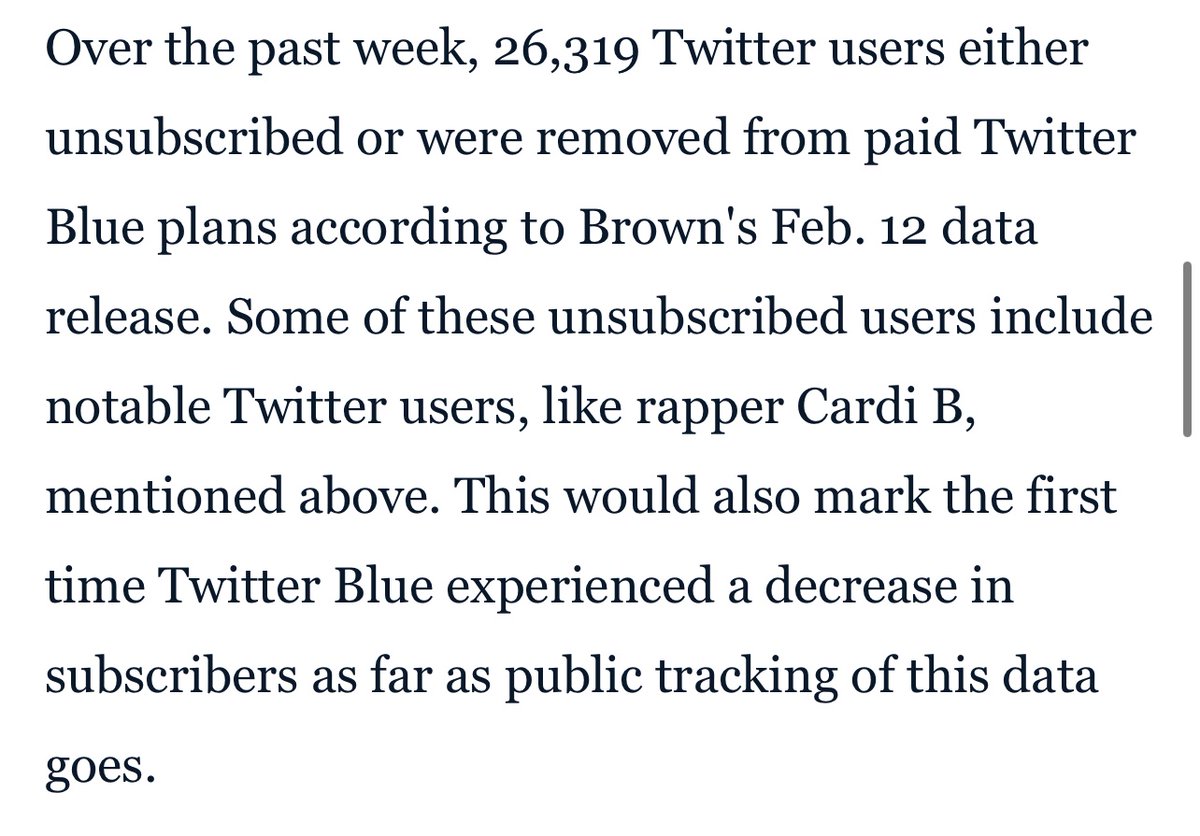 Over the past week, 26,319 Twitter users either
unsubscribed or were removed from paid Twitter
Blue plans according to Brown's Feb. 12 data
release. Some of these unsubscribed users include
notable Twitter users, like rapper Cardi B,
mentioned above. This would also mark the first
time Twitter Blue experienced a decrease in
subscribers as far as public tracking of this data
goes.